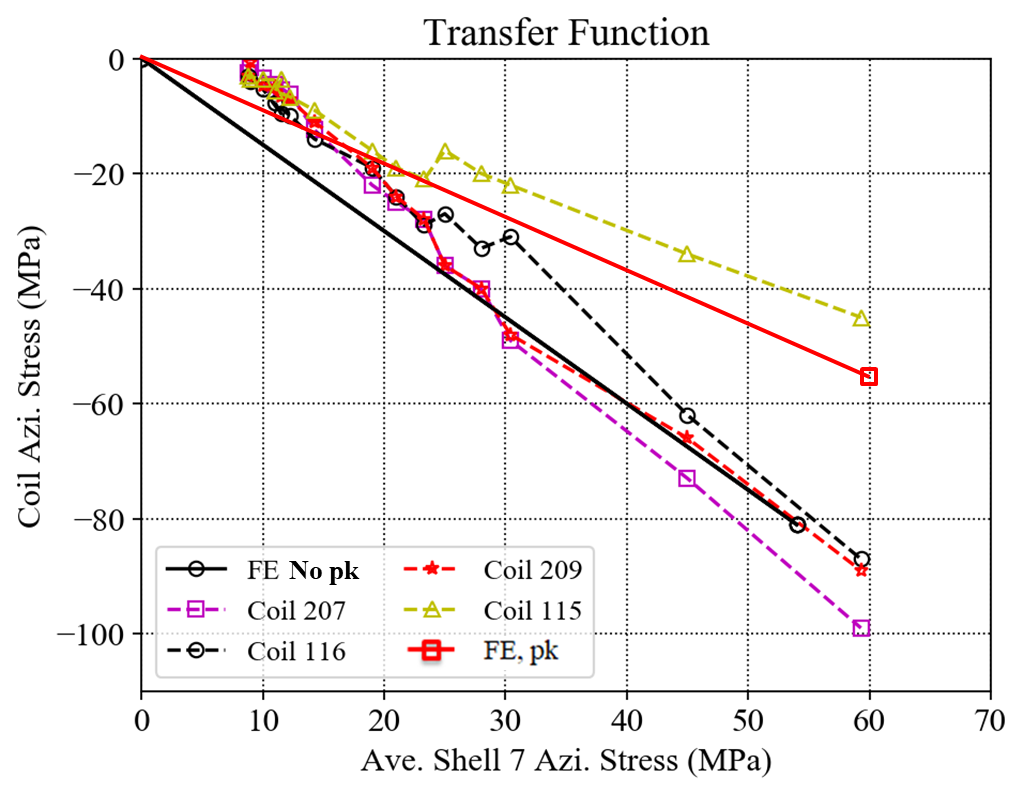 Transfer Function
0
−20
−40
−60
−80
−100
Coil Azi. Stress (MPa)
FE No pk
Coil 207
Coil 116
Coil 209
Coil 115
FE, pk
0 10 20 30 40 50 60 70
Ave. Shell 7 Azi. Stress (MPa)